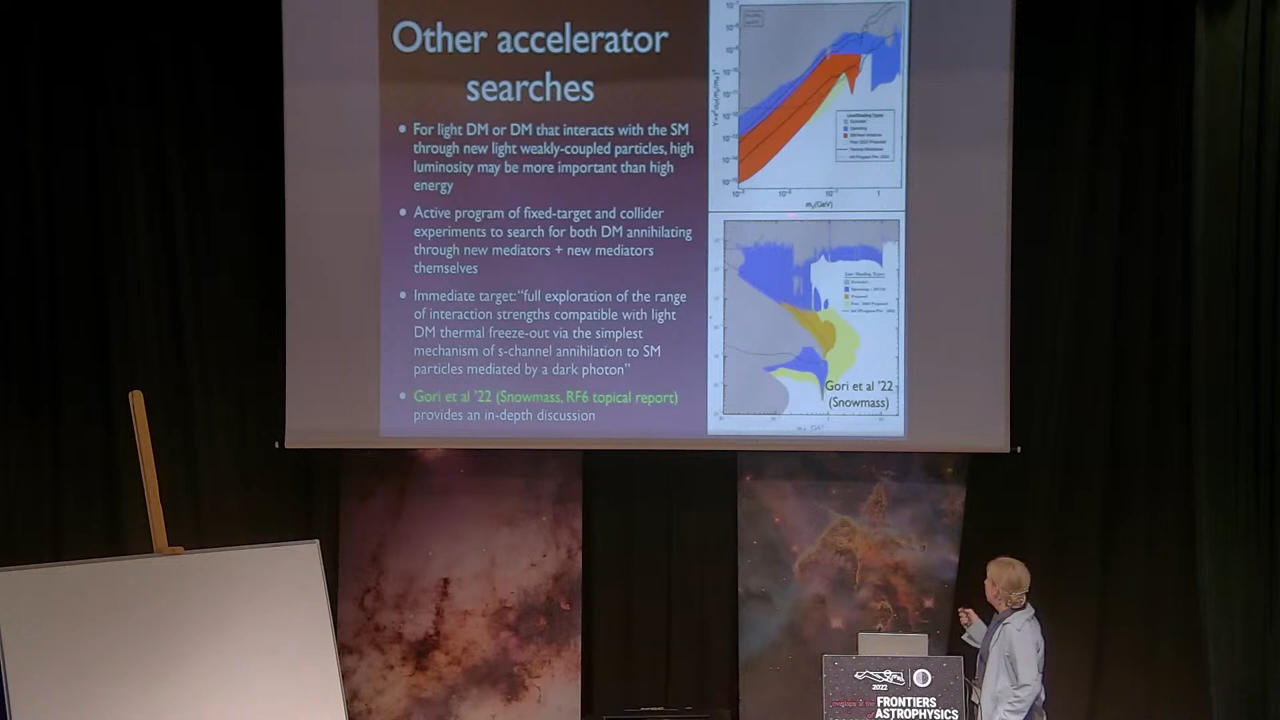 Other accelerator
searches
• For light DM or DM that interacts with the SM
through new light weakly-coupled particles, high
luminosity may be more important than high
energy
• Active program of fixed-target and collider
experiments to search for both DM annihilating
through new mediators + new mediators
themselves
• Immediate target: "full exploration of the range
of interaction strengths compatible with light
DM thermal freeze-out via the simplest
mechanism of s-channel annihilation to SM
particles mediated by a dark photon"
• Gori et al '22 (Snowmass, RF6 topical report)
provides an in-depth discussion
1
Gori et al '22
(Snowmass)
2022
FRONTIERS
of ASTROPHYSICS